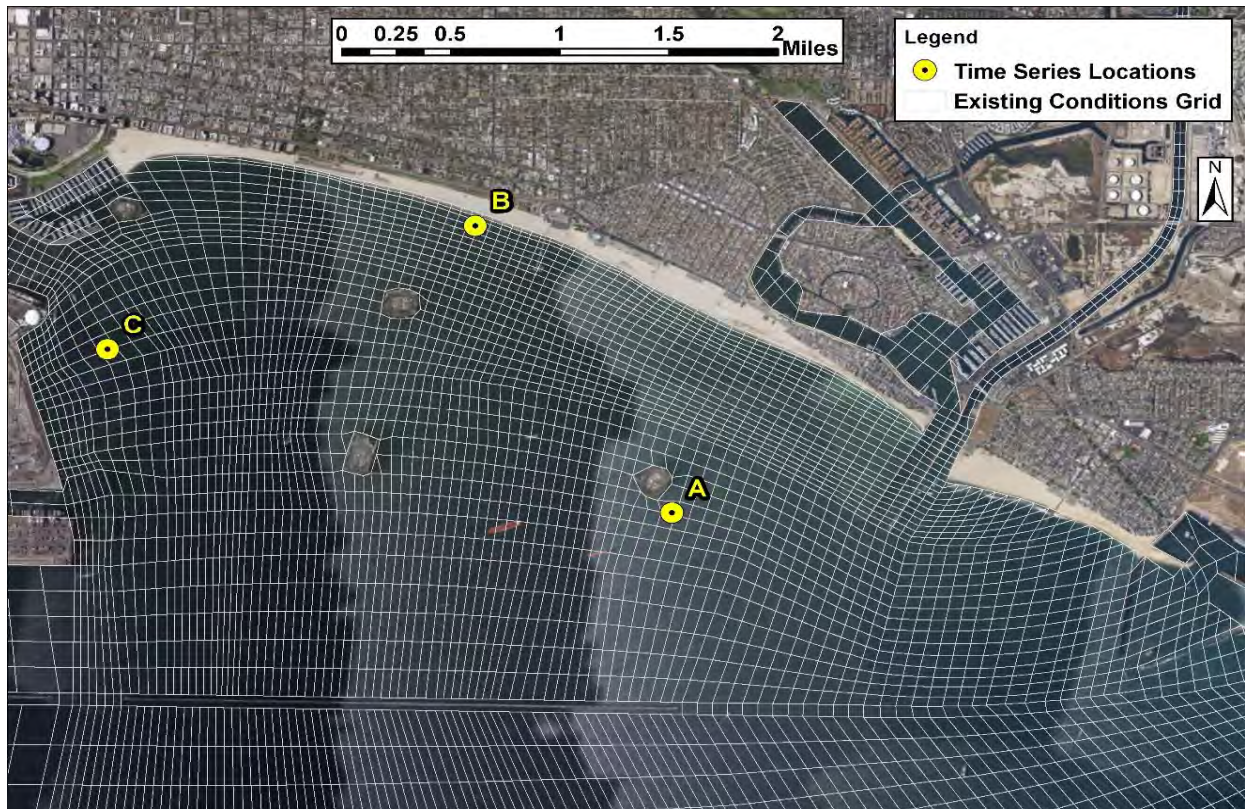 0 0.25 0.5 1 1.5 2 Miles
Legend
Time Series Locations
Existing Conditions Grid
N
B
C
A